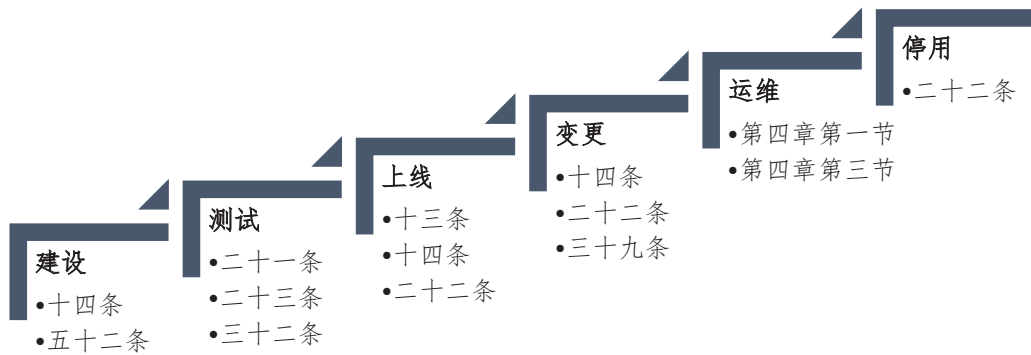 建设
•十四条
•五十二条
测试
•二十一条
•二十三条
•三十二条
上线
•十三条
•十四条
•二十二条
变更
•十四条
•二十二条
•三十九条
运维
•第四章第一节
•第四章第三节
停用
•二十二条